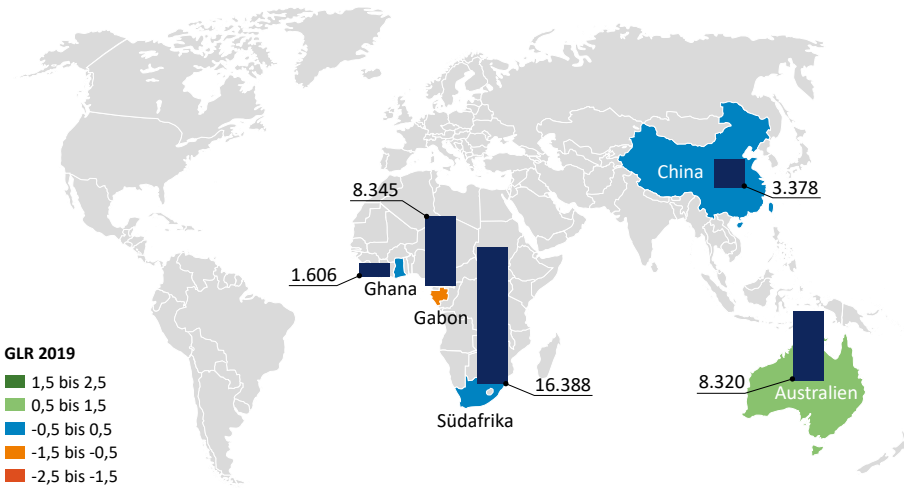 China
3.378
8.345
1.606
Ghana
Gabon
16.388
Südafrika
8.320
Australien
GLR 2019
1,5 bis 2,5
0,5 bis 1,5
-0,5 bis 0,5
-1,5 bis -0,5
-2,5 bis -1,5